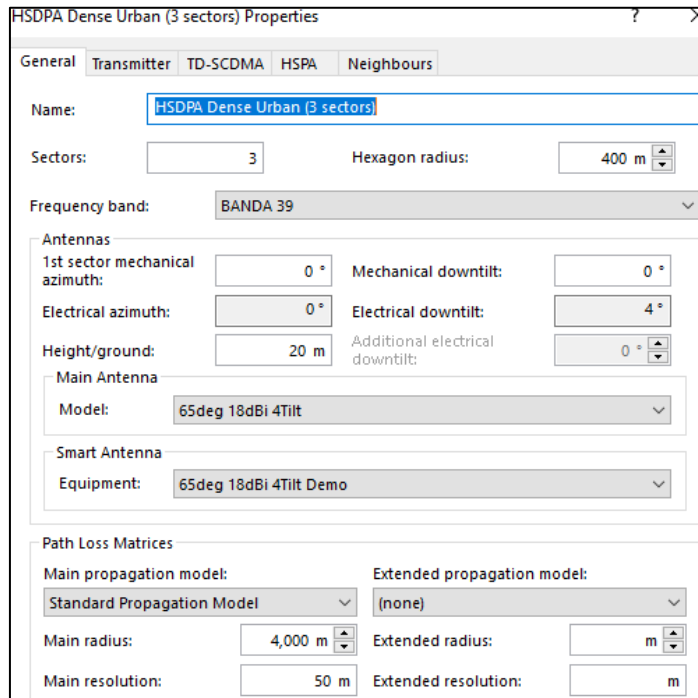 HSDPA Dense Urban (3 sectors) Properties ?
General Transmitter TD-SCDMA HSPA Neighbours
Name: HSDPA Dense Urban (3 sectors)
Sectors: 3 Hexagon radius: 400 m
Frequency band: BANDA 39
Antennas
1st sector mechanical azimuth: 0 ° Mechanical downtilt: 0 °
Electrical azimuth: 0 ° Electrical downtilt: 4 °
Height/ground: 20 m Additional electrical downtilt: 0 °
Main Antenna
Model: 65deg 18dBi 4Tilt
Smart Antenna
Equipment: 65deg 18dBi 4Tilt Demo
Path Loss Matrices
Main propagation model: Extended propagation model:
Standard Propagation Model (none)
Main radius: 4,000 m Extended radius: m
Main resolution: 50 m Extended resolution: m